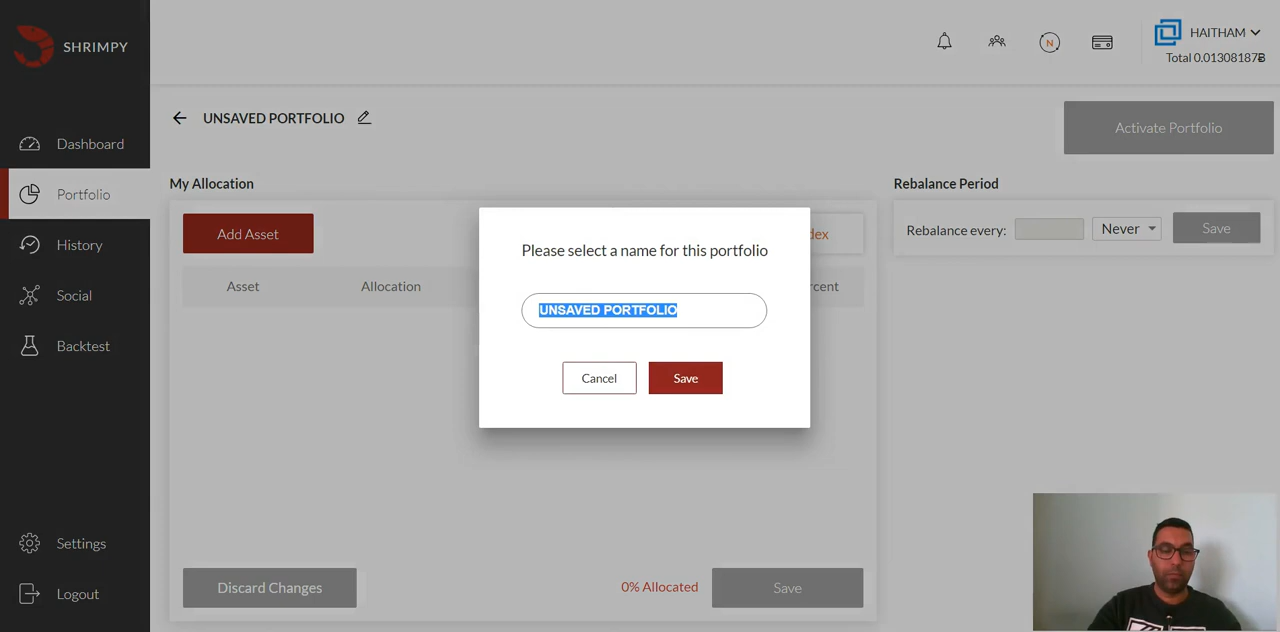 SHRIMPY
N
HAITHAM
Total 0.01308187₿
Dashboard
Portfolio
History
Social
Backtest
Settings
Logout
UNSAVED PORTFOLIO
Activate Portfolio
My Allocation
Add Asset
dex
Asset
Allocation
rcent
Rebalance Period
Rebalance every:
Never
Save
Please select a name for this portfolio
UNSAVED PORTFOLIO
Cancel
Save
Discard Changes
0% Allocated
Save